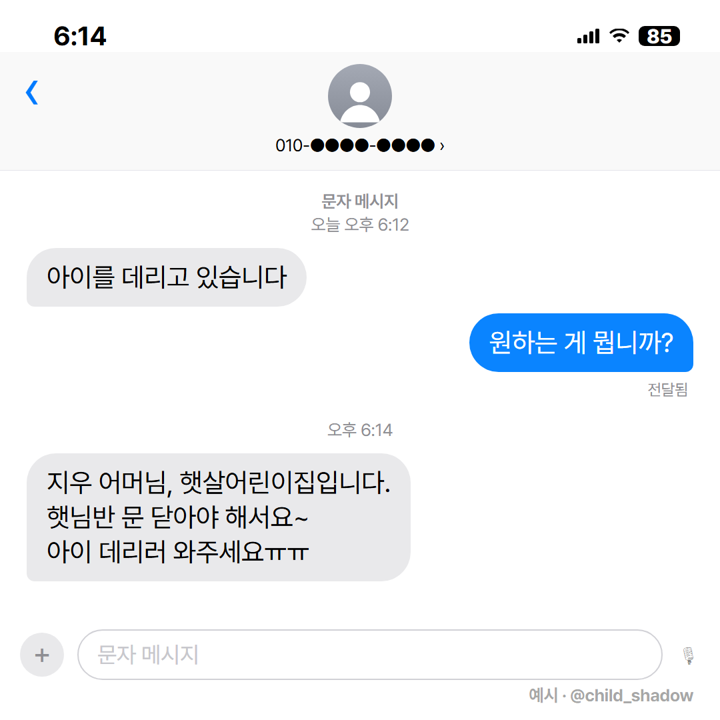 6:14
85
010-●●●●-●●●● ›
문자 메시지
오늘 오후 6:12
아이를 데리고 있습니다
원하는 게 뭡니까?
전달됨
오후 6:14
지우 어머님, 햇살어린이집입니다.
햇님반 문 닫아야 해서요~
아이 데리러 와주세요ㅠㅠ
문자 메시지
예시 · @child_shadow